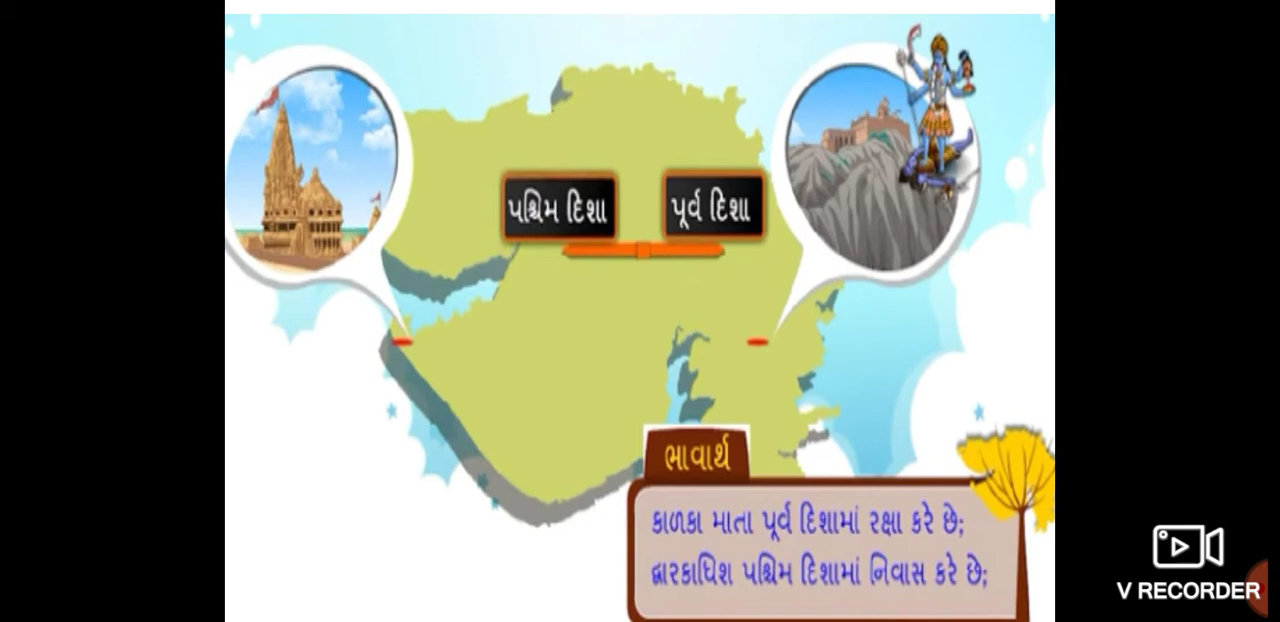 પશ્ચિમ દિશા
પૂર્વ દિશા
ભાવાર્થ
કાળકા માતા પૂર્વ દિશામાં રક્ષા કરે છે;
દ્વારકાધિશ પશ્ચિમ દિશામાં નિવાસ કરે છે;
V RECORDER